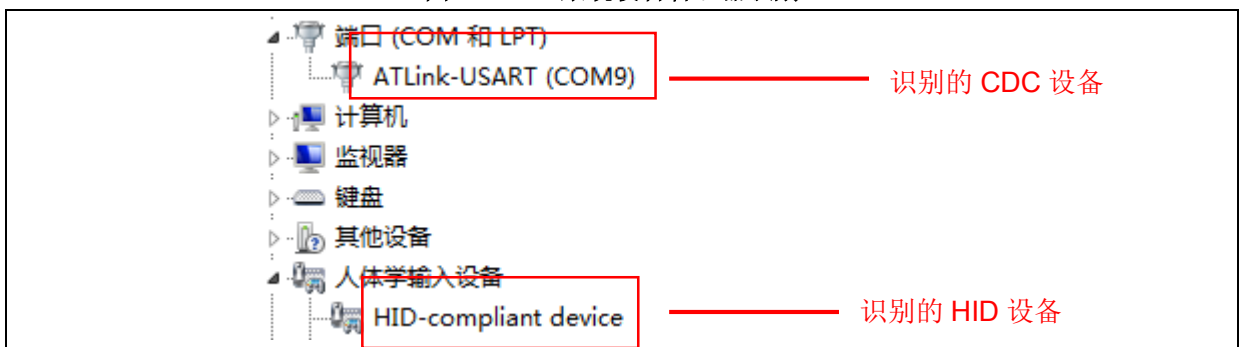 端口 (COM 和 LPT)
ATLink-USART (COM9)
识别的 CDC 设备
计算机
监视器
键盘
其他设备
人体学输入设备
HID-compliant device
识别的 HID 设备